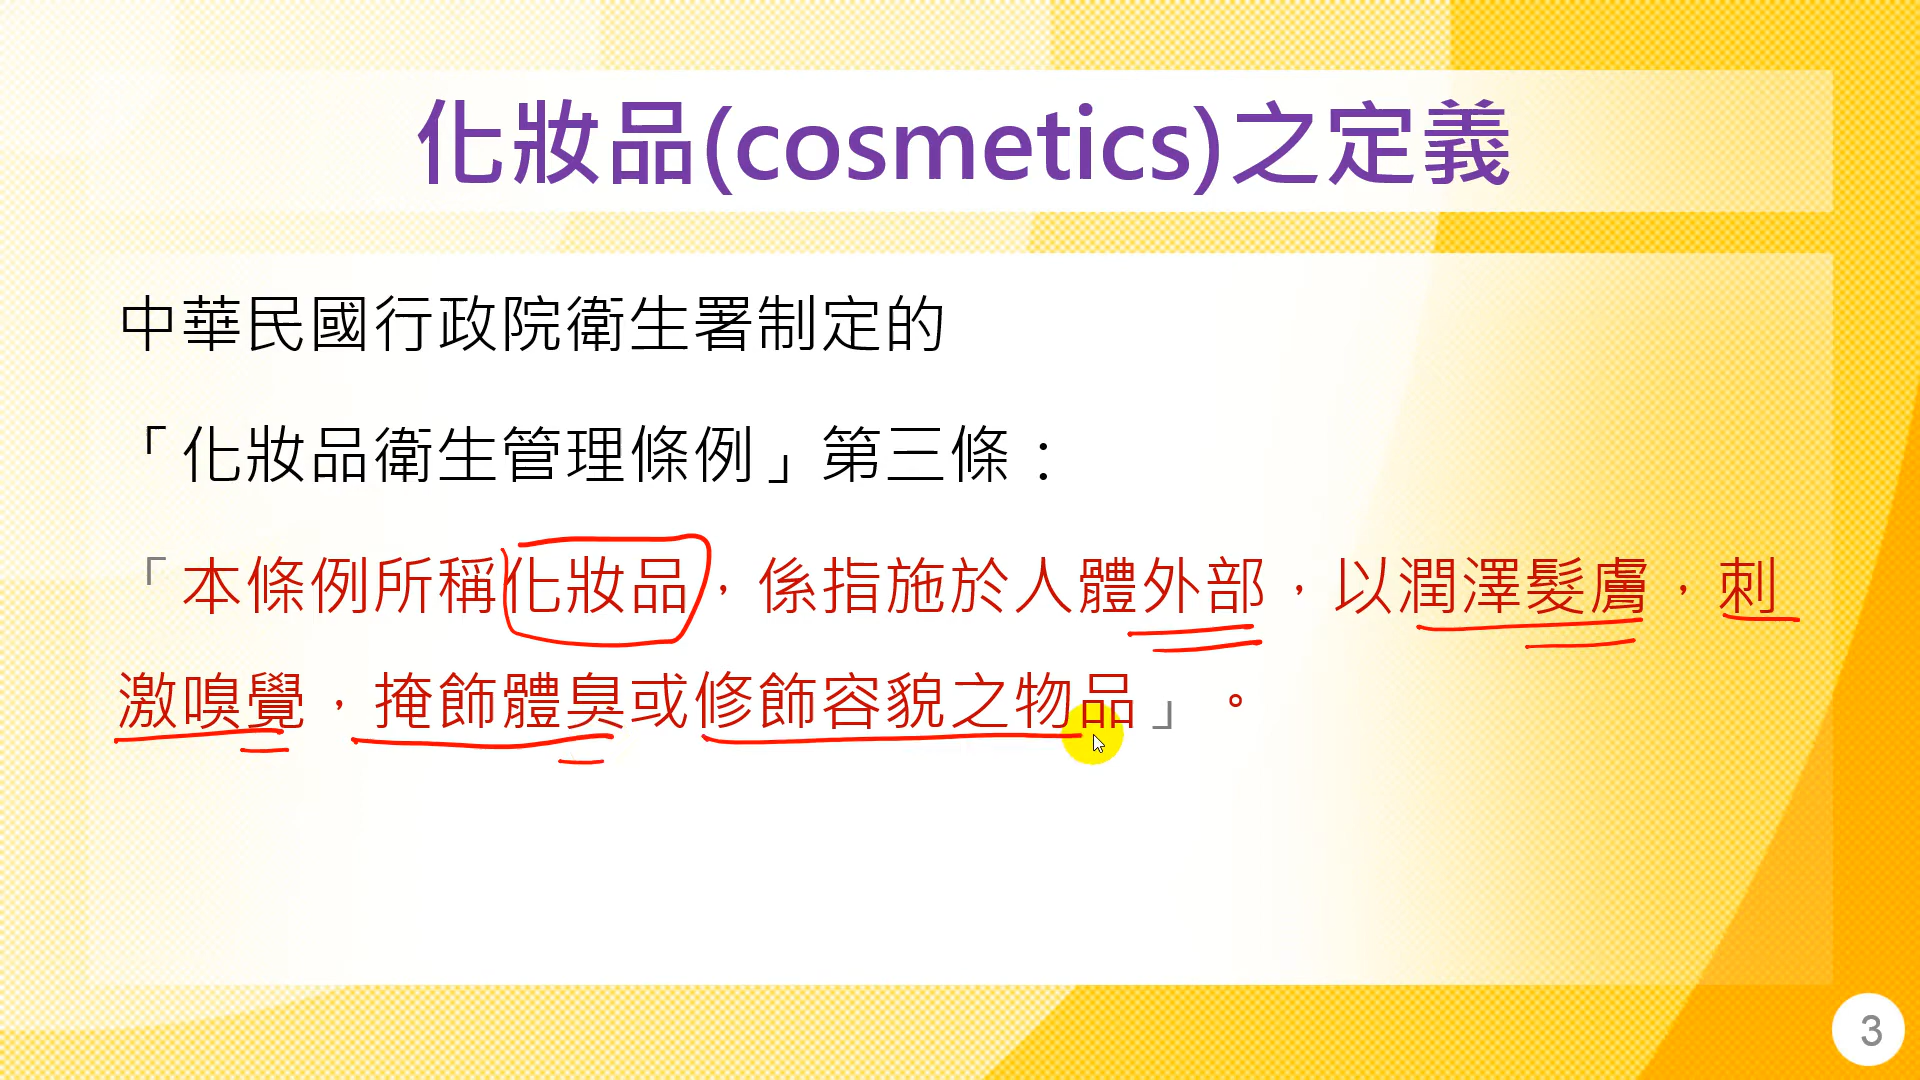 化妝品(cosmetics)之定義
中華民國行政院衛生署制定的
「化妝品衛生管理條例」第三條：
「本條例所稱化妝品，係指施於人體外部，以潤澤髮膚，刺
激嗅覺，掩飾體臭或修飾容貌之物品」。
3